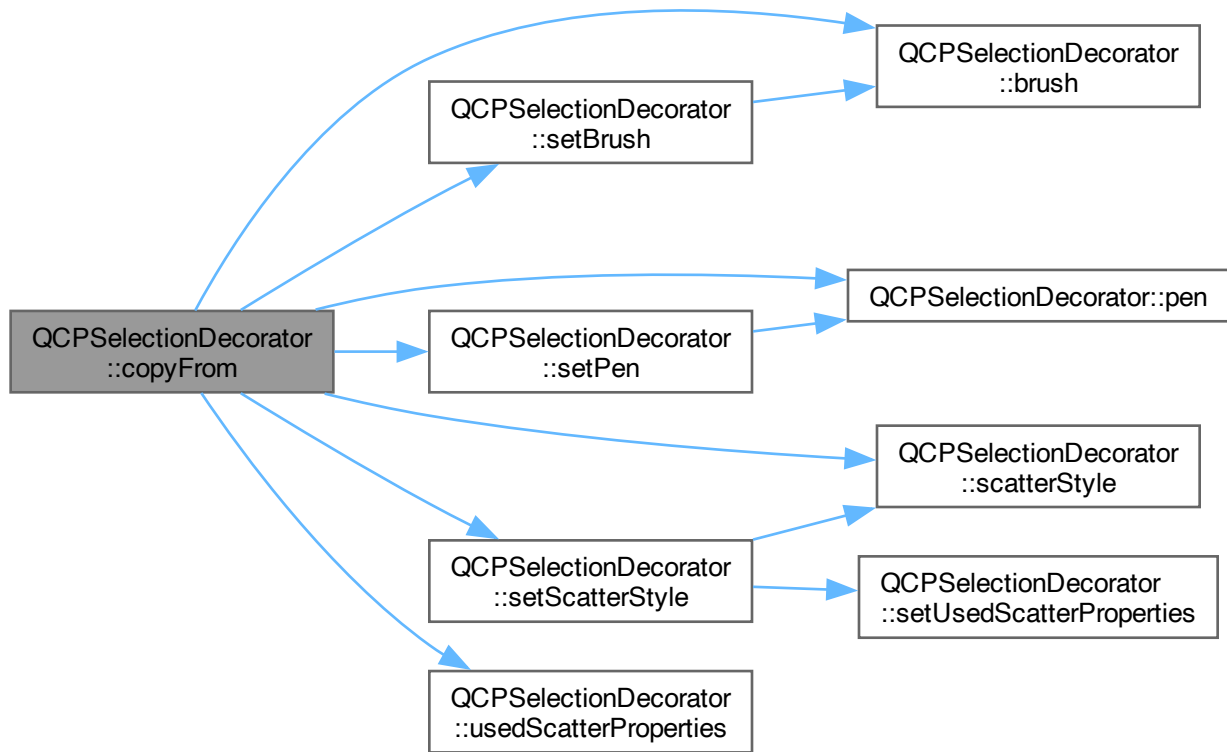 QCPSelectionDecorator
::copyFrom
QCPSelectionDecorator
::brush
QCPSelectionDecorator
::setBrush
QCPSelectionDecorator::pen
QCPSelectionDecorator
::setPen
QCPSelectionDecorator
::scatterStyle
QCPSelectionDecorator
::setScatterStyle
QCPSelectionDecorator
::setUsedScatterProperties
QCPSelectionDecorator
::usedScatterProperties